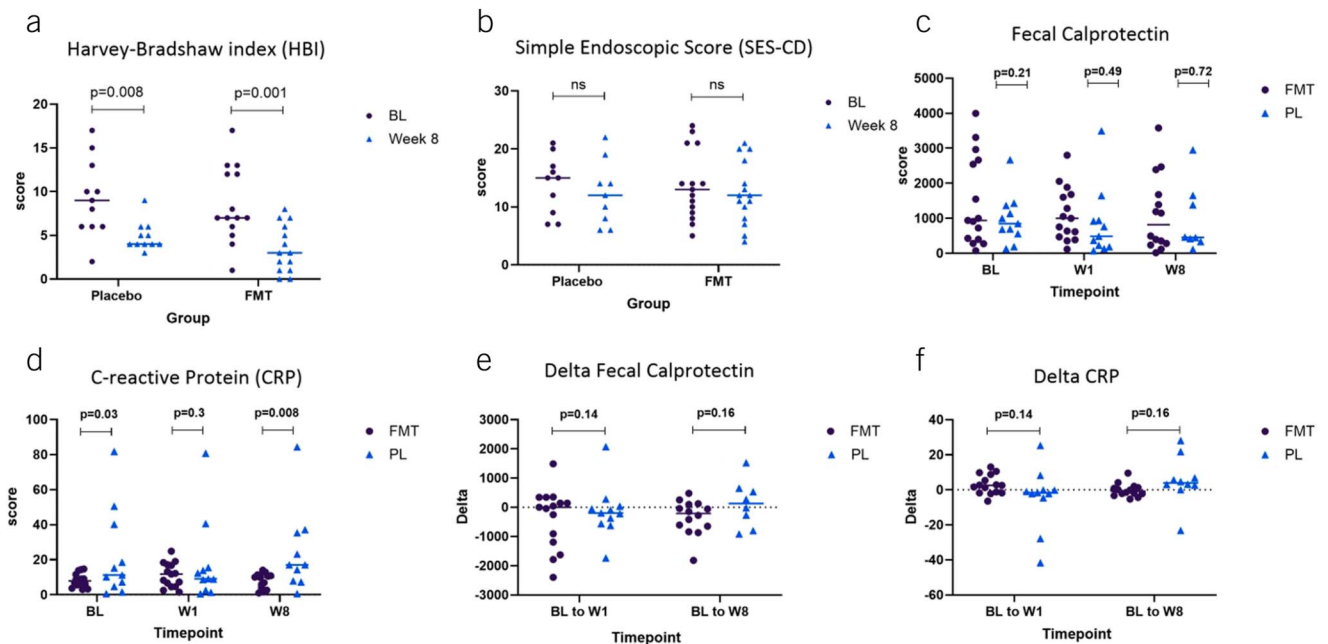 a
Harvey-Bradshaw index (HBI)
p=0.008
p=0.001
20
15
10
5
0
score
Placebo
FMT
Group
BL
Week 8
b
Simple Endoscopic Score (SES-CD)
ns
ns
30
20
10
0
score
Placebo
FMT
Group
BL
Week 8
c
Fecal Calprotectin
p=0.21
p=0.49
p=0.72
5000
4000
3000
2000
1000
0
score
BL
W1
W8
Timepoint
FMT
PL
d
C-reactive Protein (CRP)
p=0.03
p=0.3
p=0.008
100
80
60
40
20
0
score
BL
W1
W8
Timepoint
FMT
PL
e
Delta Fecal Calprotectin
p=0.14
p=0.16
3000
2000
1000
0
-1000
-2000
-3000
Delta
BL to W1
BL to W8
Timepoint
FMT
PL
f
Delta CRP
p=0.14
p=0.16
40
20
0
-20
-40
-60
Delta
BL to W1
BL to W8
Timepoint
FMT
PL